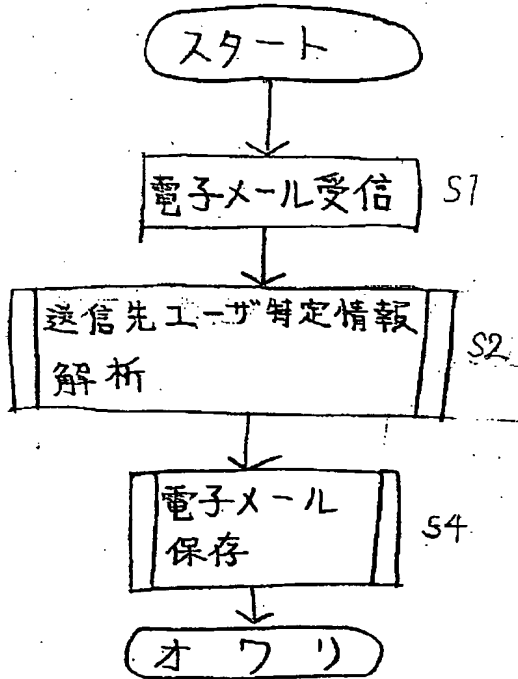 スタート
電子メール受信 S1
送信先ユーザ特定情報
解析 S2
電子メール
保存 S4
オワリ